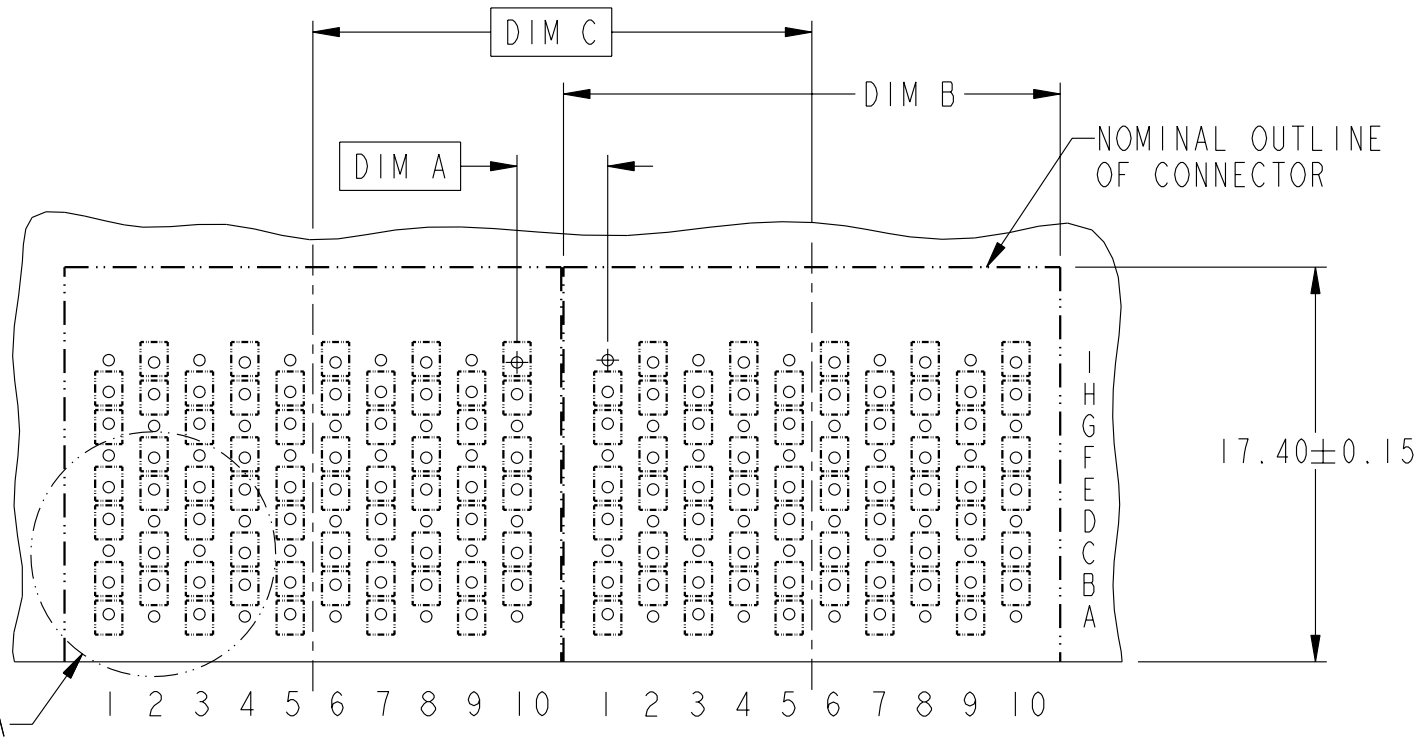 DIM C
DIM B
DIM A
NOMINAL OUTLINE
OF CONNECTOR
I
H
G
F
E
D
C
B
A
17.40±0.15
1 2 3 4 5 6 7 8 9 10 1 2 3 4 5 6 7 8 9 10